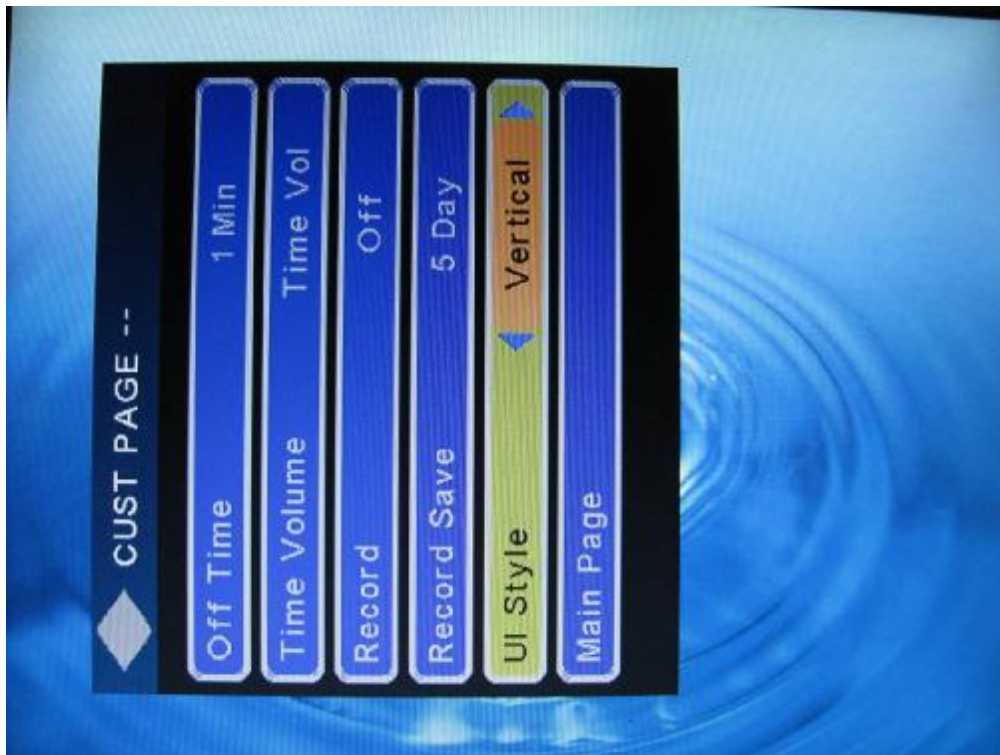 CUST PAGE --
Off Time 1 Min
Time Volume Time Vol
Record Off
Record Save 5 Day
UI Style Vertical
Main Page